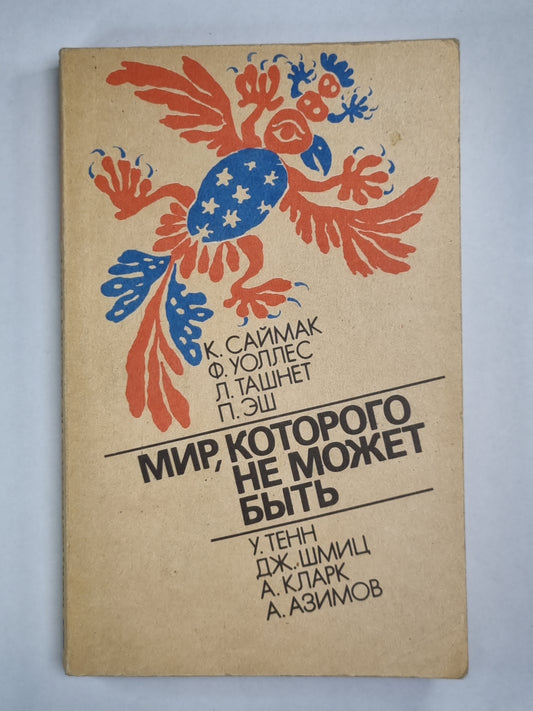 К. САЙМАК
Ф. УОЛЛЕС
Л. ТАШНЕТ
П. ЭШ
МИР, КОТОРОГО
НЕ МОЖЕТ
БЫТЬ
У. ТЕНН
ДЖ. ШМИЦ
А. КЛАРК
А. АЗИМОВ